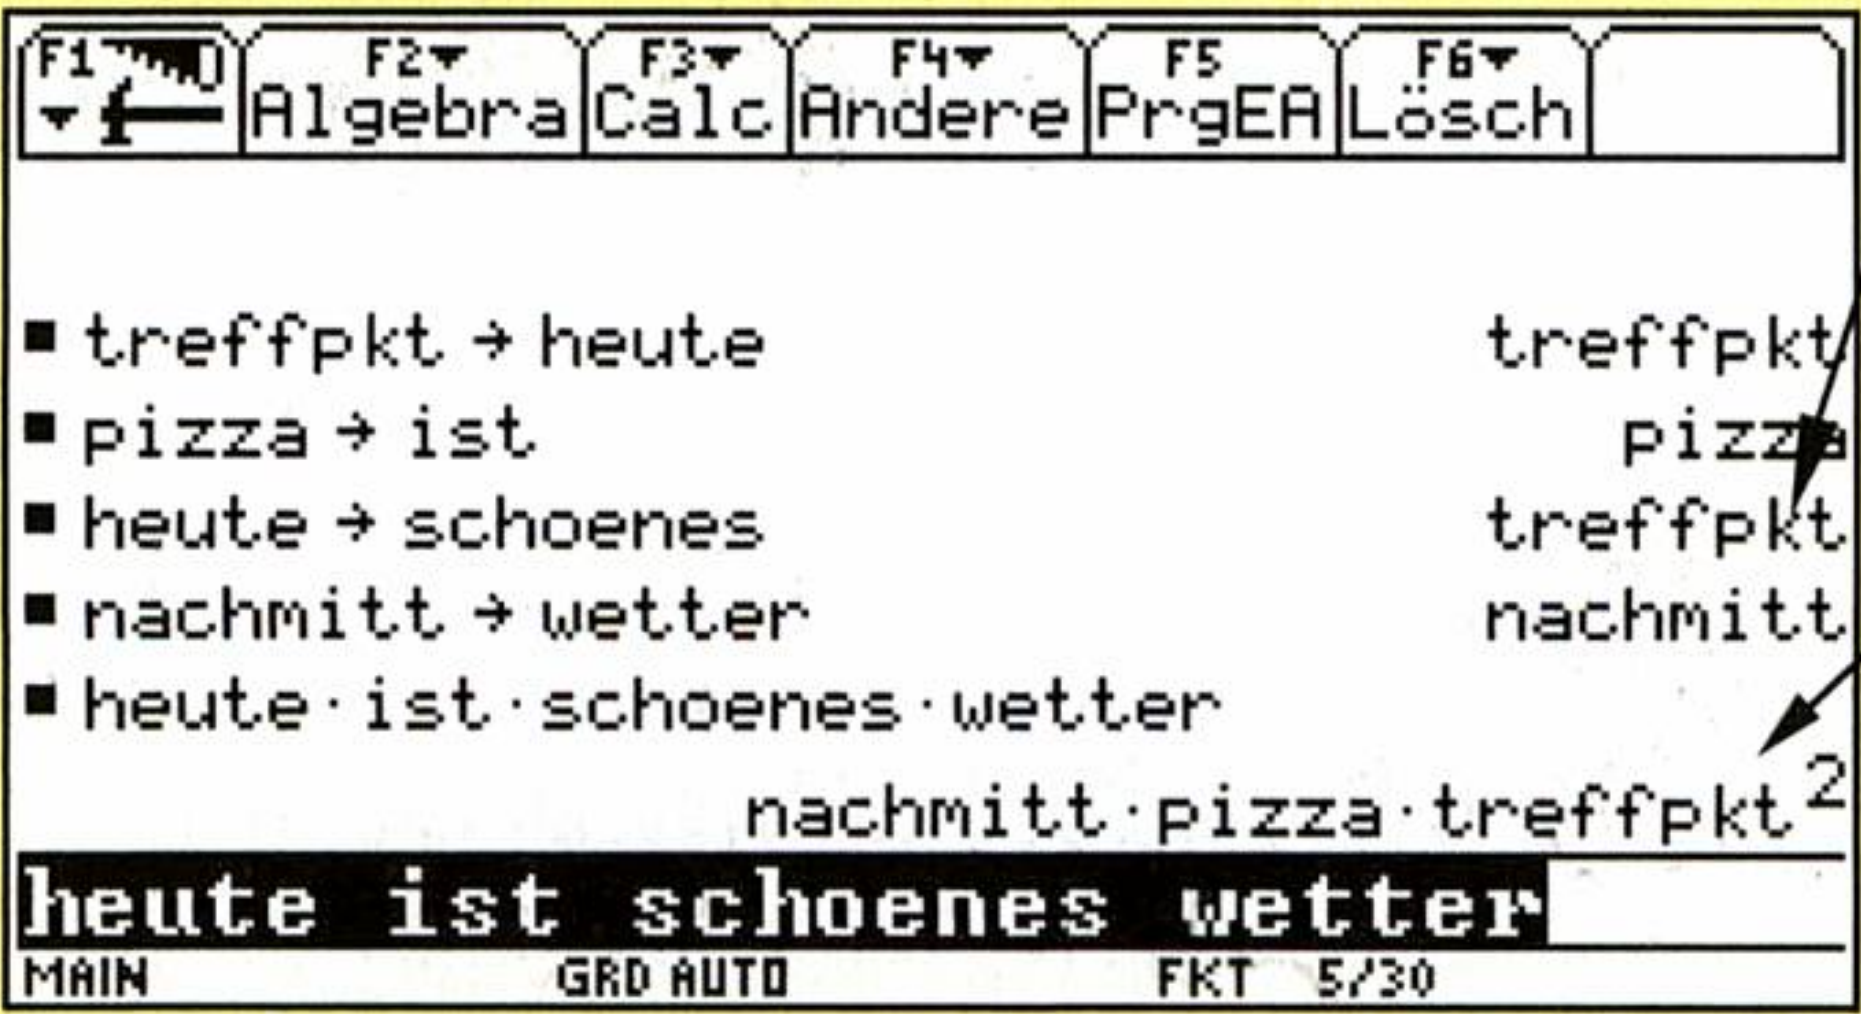 F1 F2 F3 F4 F5 F6
Algebra Calc Andere PrgEA Lösch
treffpkt → heute treffpkt
pizza → ist pizza
heute → schoenes treffpkt
nachmitt → wetter nachmitt
heute·ist·schoenes·wetter
nachmitt·pizza·treffpkt²
heute ist schoenes wetter
MAIN GRD AUTO FKT 5/30